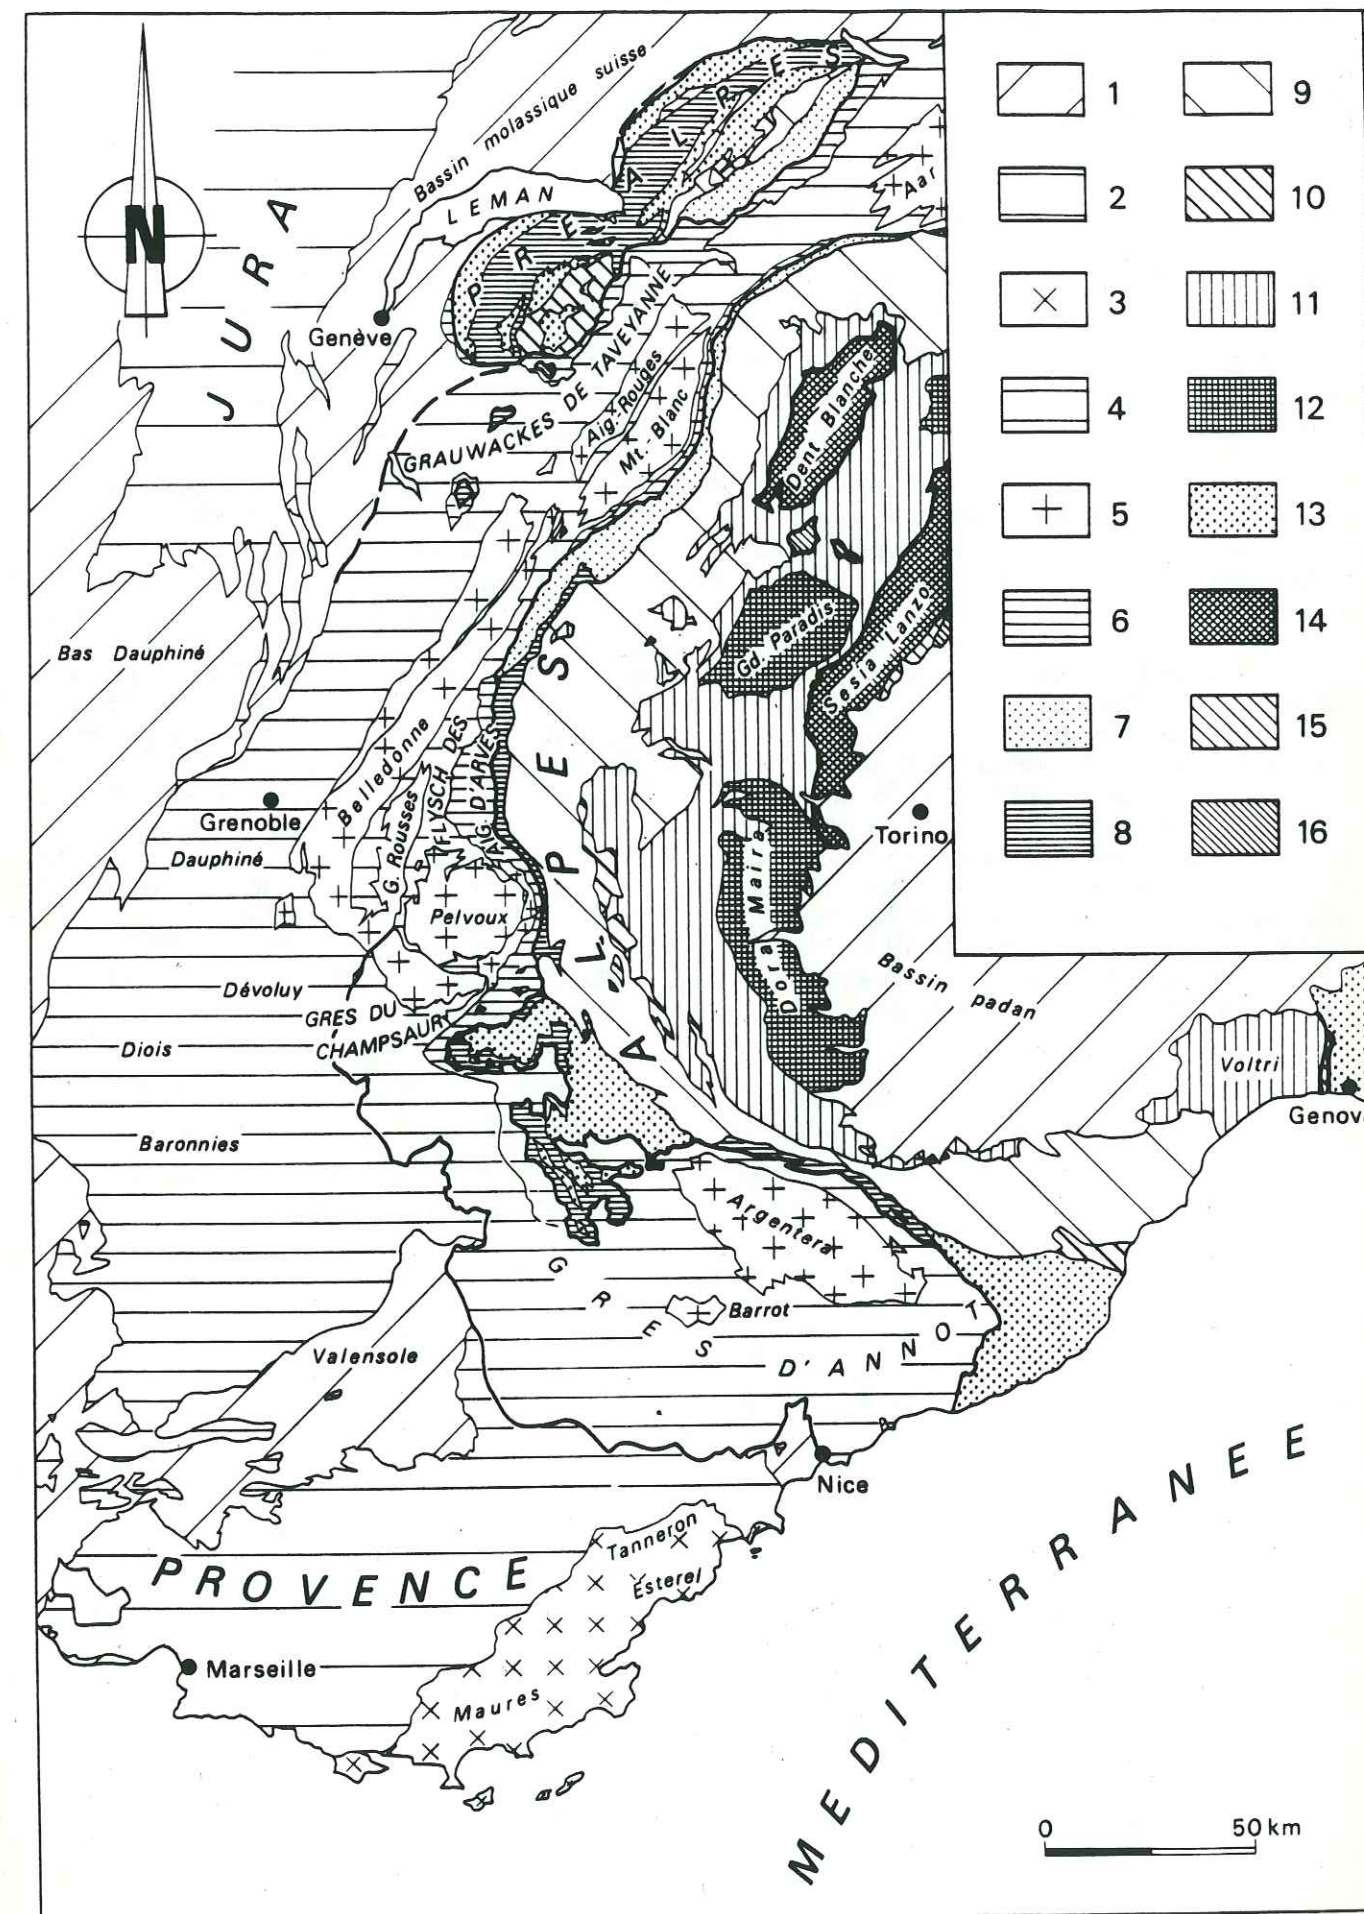 N
JURA
Bassin molassique suisse
LEMAN
PREALPES
Genève
GRAUWACKES DE TAVEYANNE
Aig.-Rouges
Mt.-Blanc
Aar
Dent Blanche
Gd. Paradis
Sesia Lanzo
Bas Dauphiné
Grenoble
Dauphiné
Belledonne
G. Rousses
FLYSCH DES
AIG. D'ARVES
Pelvoux
ALPES
Torino
Dora Maira
Bassin padan
Dévoluy
GRES DU
CHAMPSAUR
Diois
Baronnies
Voltri
Genov
Argentera
Barrot
GRES D'ANNOT
Valensole
Nice
PROVENCE
Tanneron
Esterel
Maures
Marseille
MEDITERRANEE
0 50 km
1 9
2 10
3 11
4 12
5 13
6 14
7 15
8 16